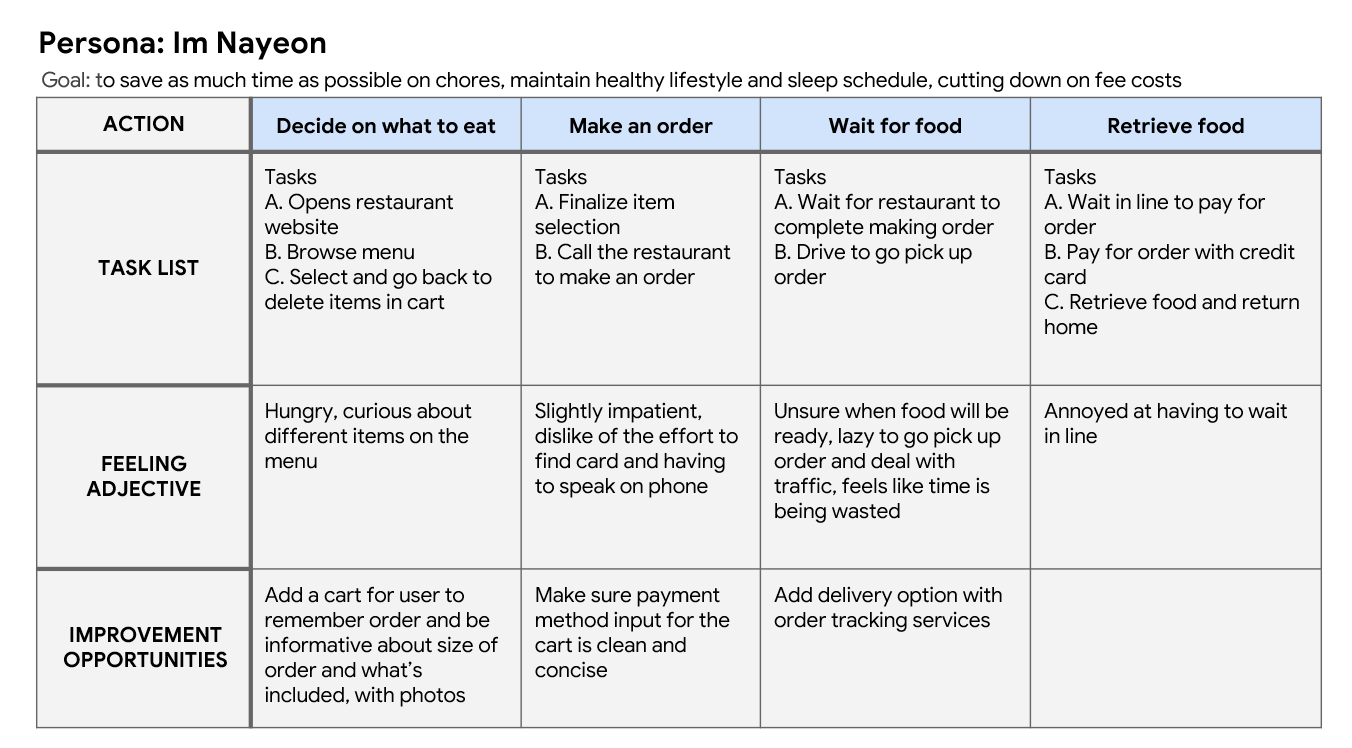 Persona: Im Nayeon
Goal: to save as much time as possible on chores, maintain healthy lifestyle and sleep schedule, cutting down on fee costs
ACTION
Decide on what to eat
Make an order
Wait for food
Retrieve food
TASK LIST
Tasks
A. Opens restaurant
website
B. Browse menu
C. Select and go back to
delete items in cart
Tasks
A. Finalize item
selection
B. Call the restaurant
to make an order
Tasks
A. Wait for restaurant to
complete making order
B. Drive to go pick up
order
Tasks
A. Wait in line to pay for
order
B. Pay for order with credit
card
C. Retrieve food and return
home
FEELING
ADJECTIVE
Hungry, curious about
different items on the
menu
Slightly impatient,
dislike of the effort to
find card and having
to speak on phone
Unsure when food will be
ready, lazy to go pick up
order and deal with
traffic, feels like time is
being wasted
Annoyed at having to wait
in line
IMPROVEMENT
OPPORTUNITIES
Add a cart for user to
remember order and be
informative about size of
order and what’s
included, with photos
Make sure payment
method input for the
cart is clean and
concise
Add delivery option with
order tracking services